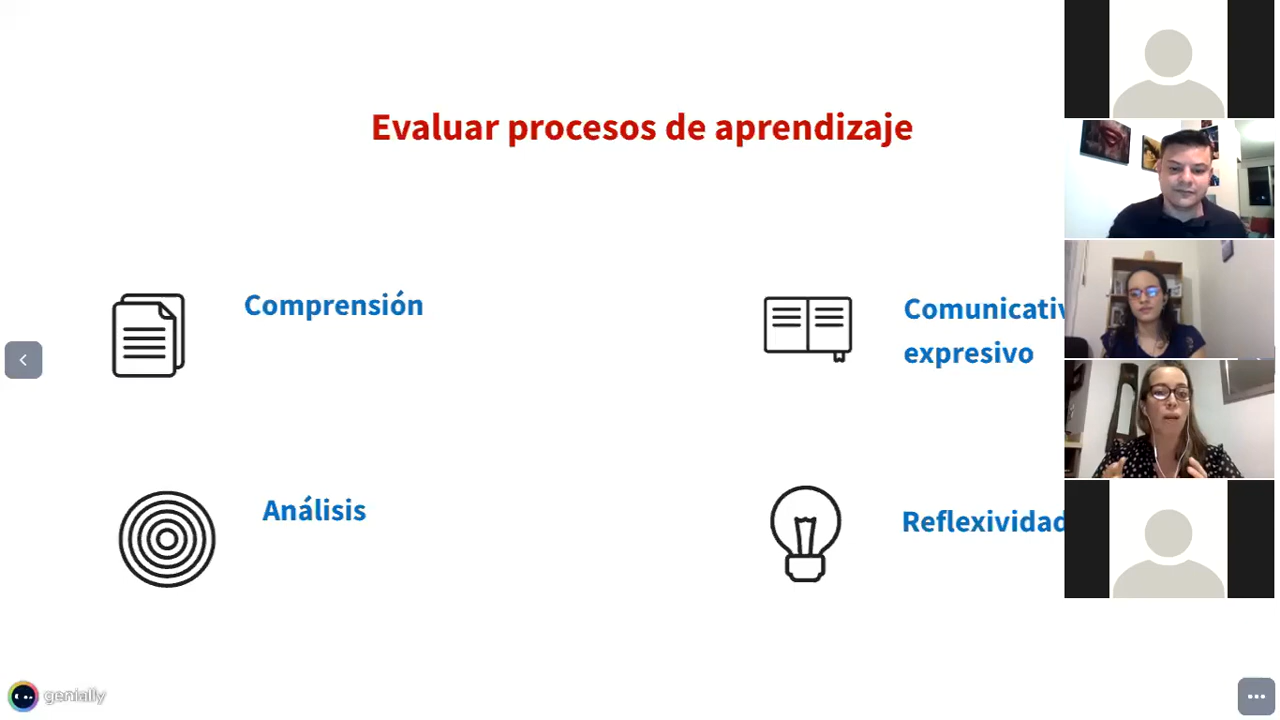 Evaluar procesos de aprendizaje
Comprensión
Comunicativ
expresivo
Análisis
Reflexividad
genially